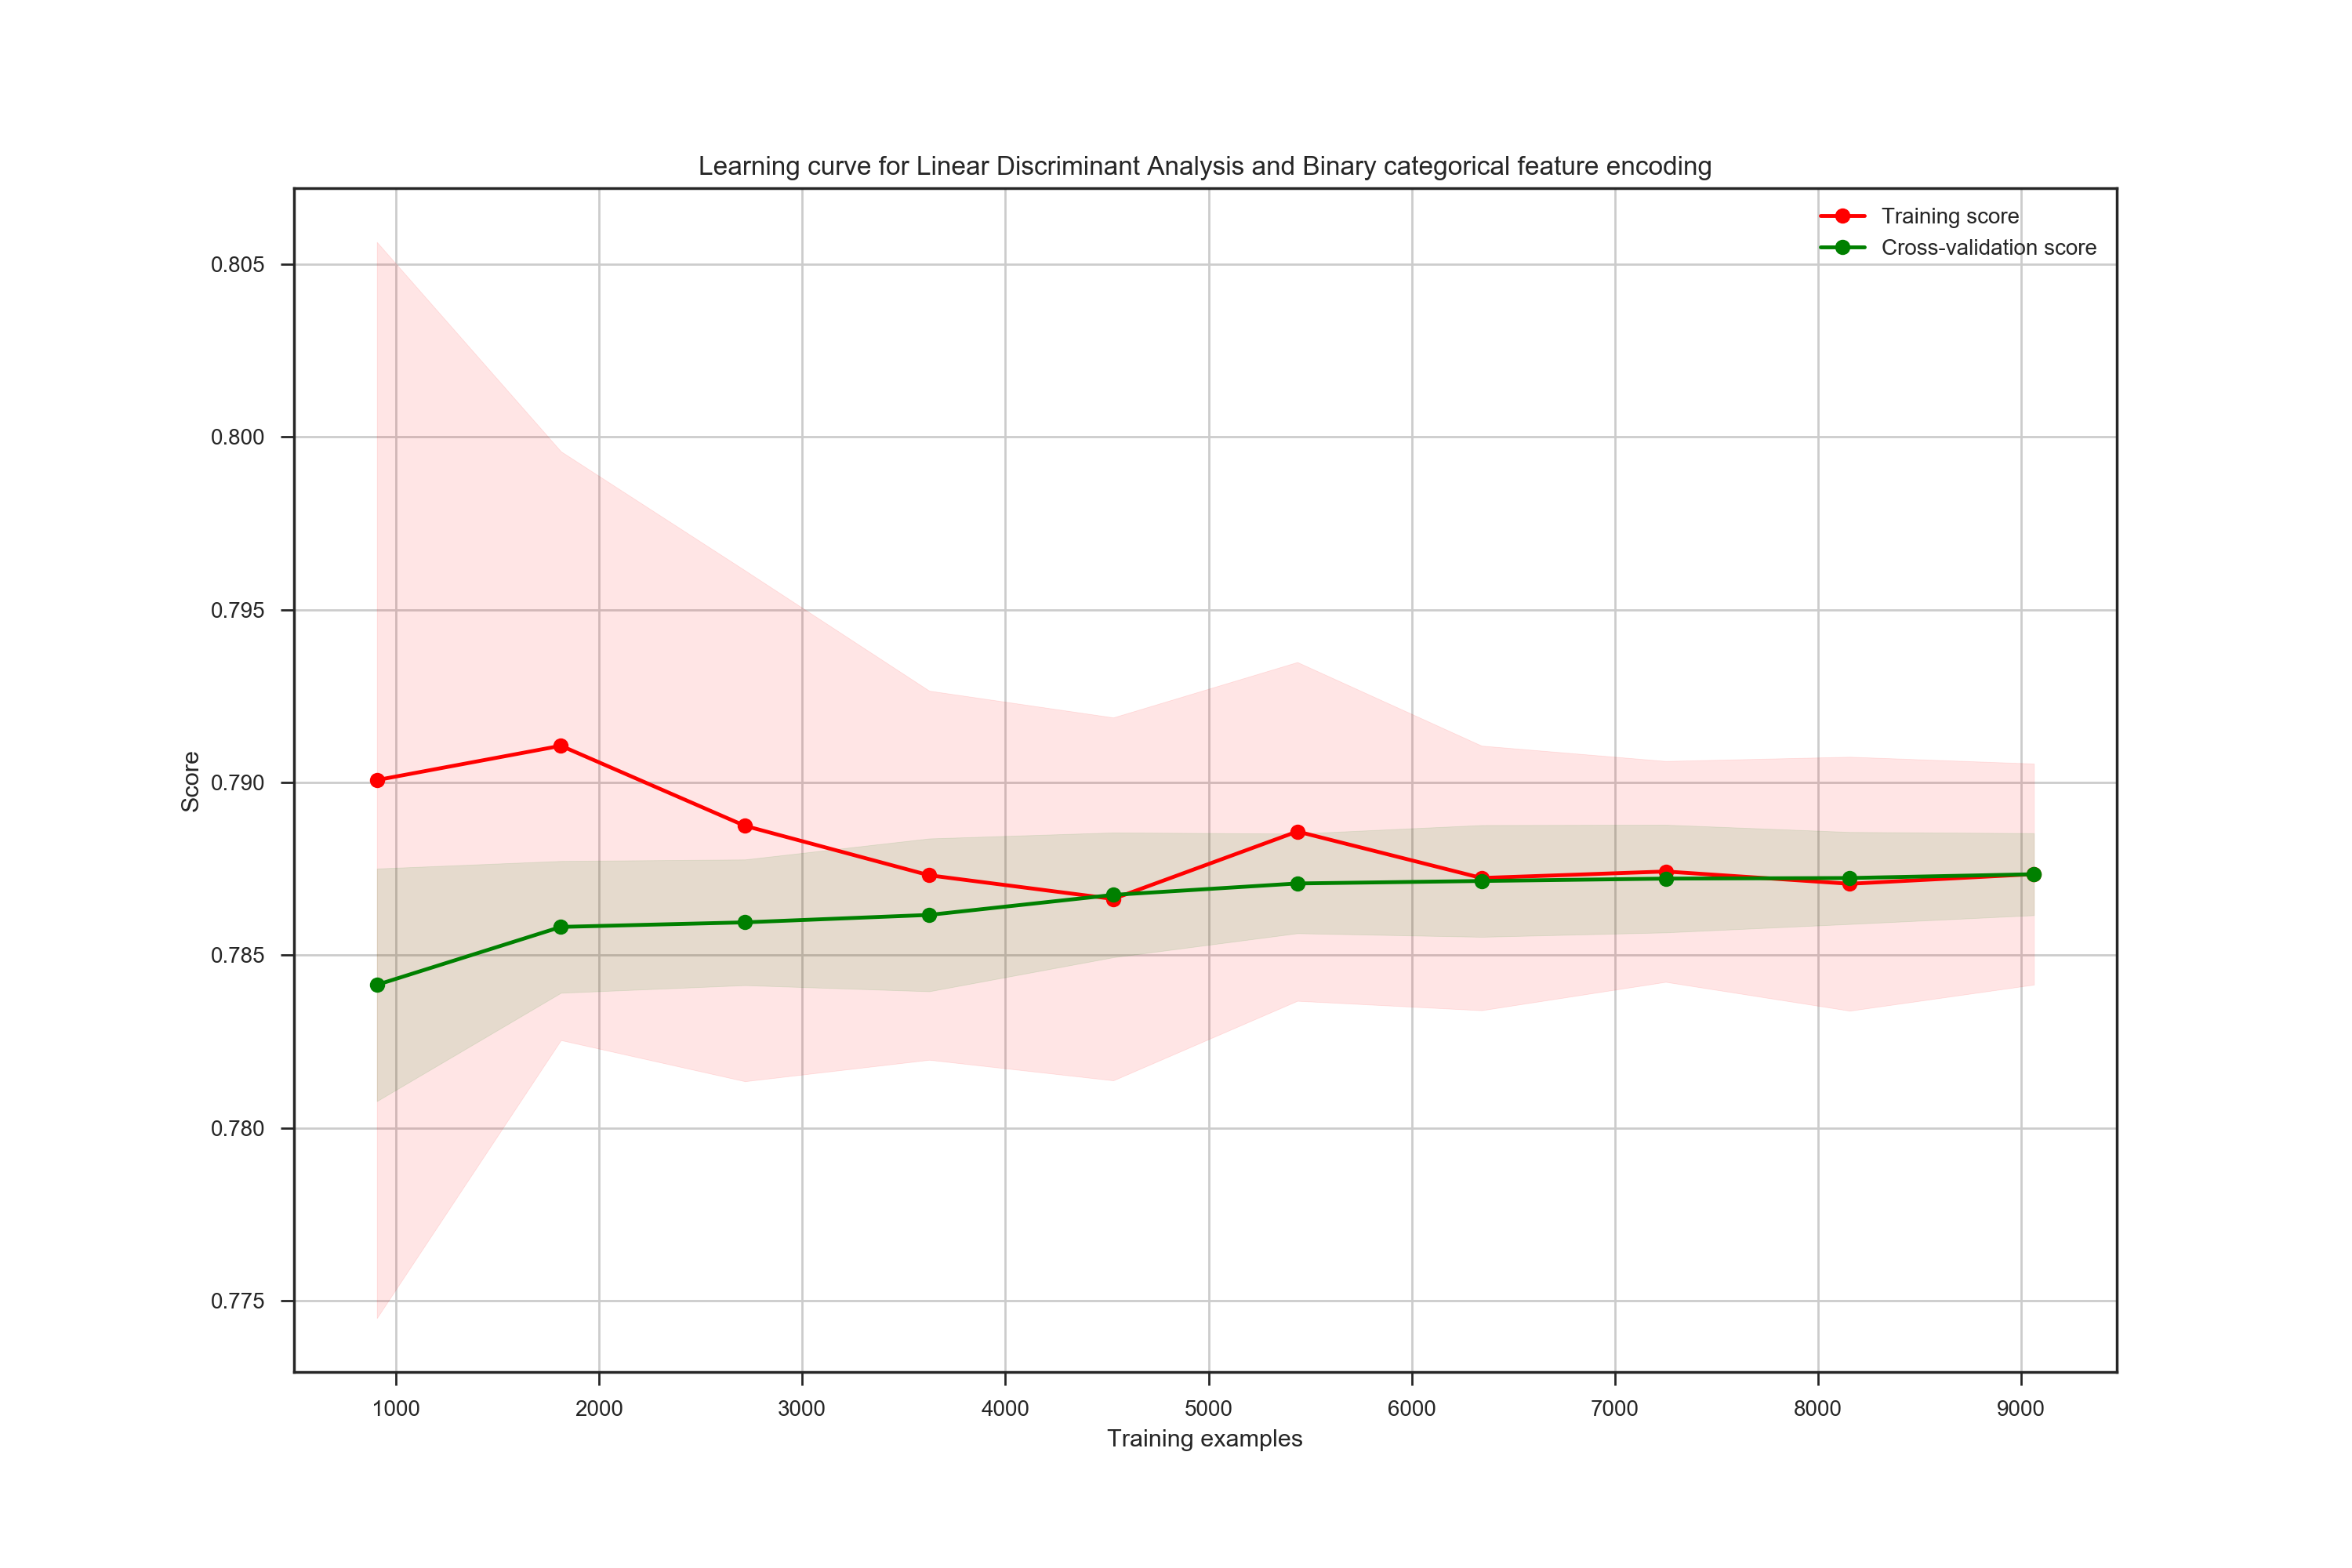 Learning curve for Linear Discriminant Analysis and Binary categorical feature encoding
Training score
Cross-validation score
0.805
0.800
0.795
0.790
0.785
0.780
0.775
Score
1000 2000 3000 4000 5000 6000 7000 8000 9000
Training examples